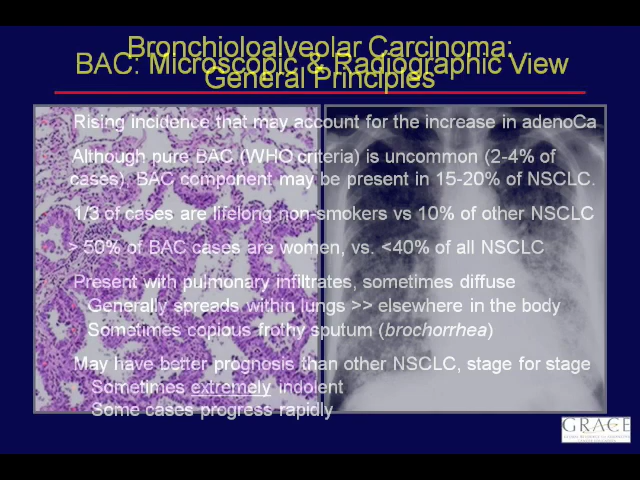 Bronchioloalveolar Carcinoma:
BAC: Microscopic & Radiographic View
General Principles
Rising incidence that may account for the increase in adenoCa
Although pure BAC (WHO criteria) is uncommon (2-4% of
cases), BAC component may be present in 15-20% of NSCLC.
1/3 of cases are lifelong non-smokers vs 10% of other NSCLC
> 50% of BAC cases are women, vs. <40% of all NSCLC
Present with pulmonary infiltrates, sometimes diffuse
Generally spreads within lungs >> elsewhere in the body
Sometimes copious frothy sputum (brochorrhea)
May have better prognosis than other NSCLC, stage for stage
Sometimes extremely indolent
Some cases progress rapidly
GRACE